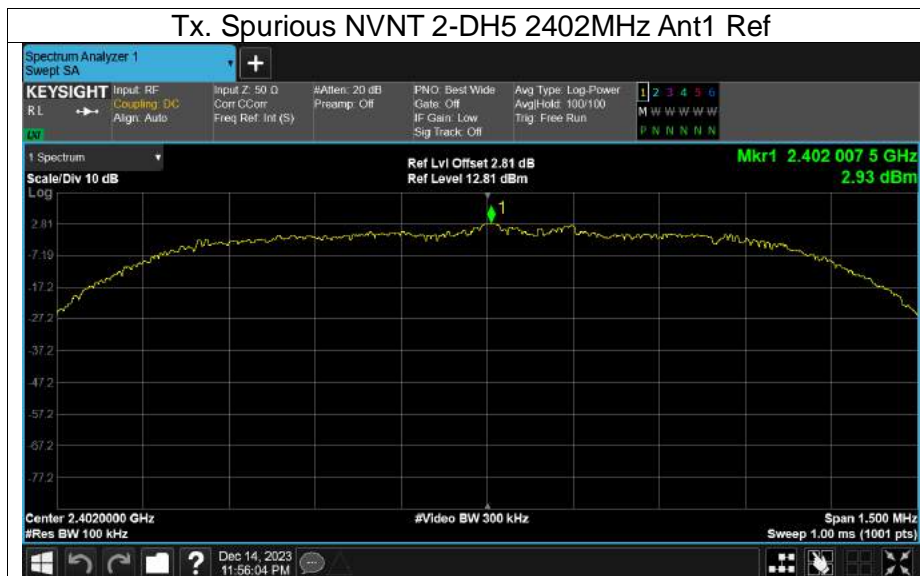 Tx. Spurious NVNT 2-DH5 2402MHz Ant1 Ref
Spectrum Analyzer 1
Swept SA
+
KEYSIGHT
RL
LXI
Input: RF
Coupling: DC
Align: Auto
Input Z: 50 Ω
Corr CCorr
Freq Ref: Int (S)
#Atten: 20 dB
Preamp: Off
PNO: Best Wide
Gate: Off
IF Gain: Low
Sig Track: Off
Avg Type: Log-Power
Avg|Hold: 100/100
Trig: Free Run
1 2 3 4 5 6
M W W W W W
P N N N N N
1 Spectrum
Scale/Div 10 dB
Log
Ref Lvl Offset 2.81 dB
Ref Level 12.81 dBm
Mkr1 2.402 007 5 GHz
2.93 dBm
1
2.81
-7.19
-17.2
-27.2
-37.2
-47.2
-57.2
-67.2
-77.2
Center 2.4020000 GHz
#Video BW 300 kHz
Span 1.500 MHz
#Res BW 100 kHz
Sweep 1.00 ms (1001 pts)
?
Dec 14, 2023
11:56:04 PM